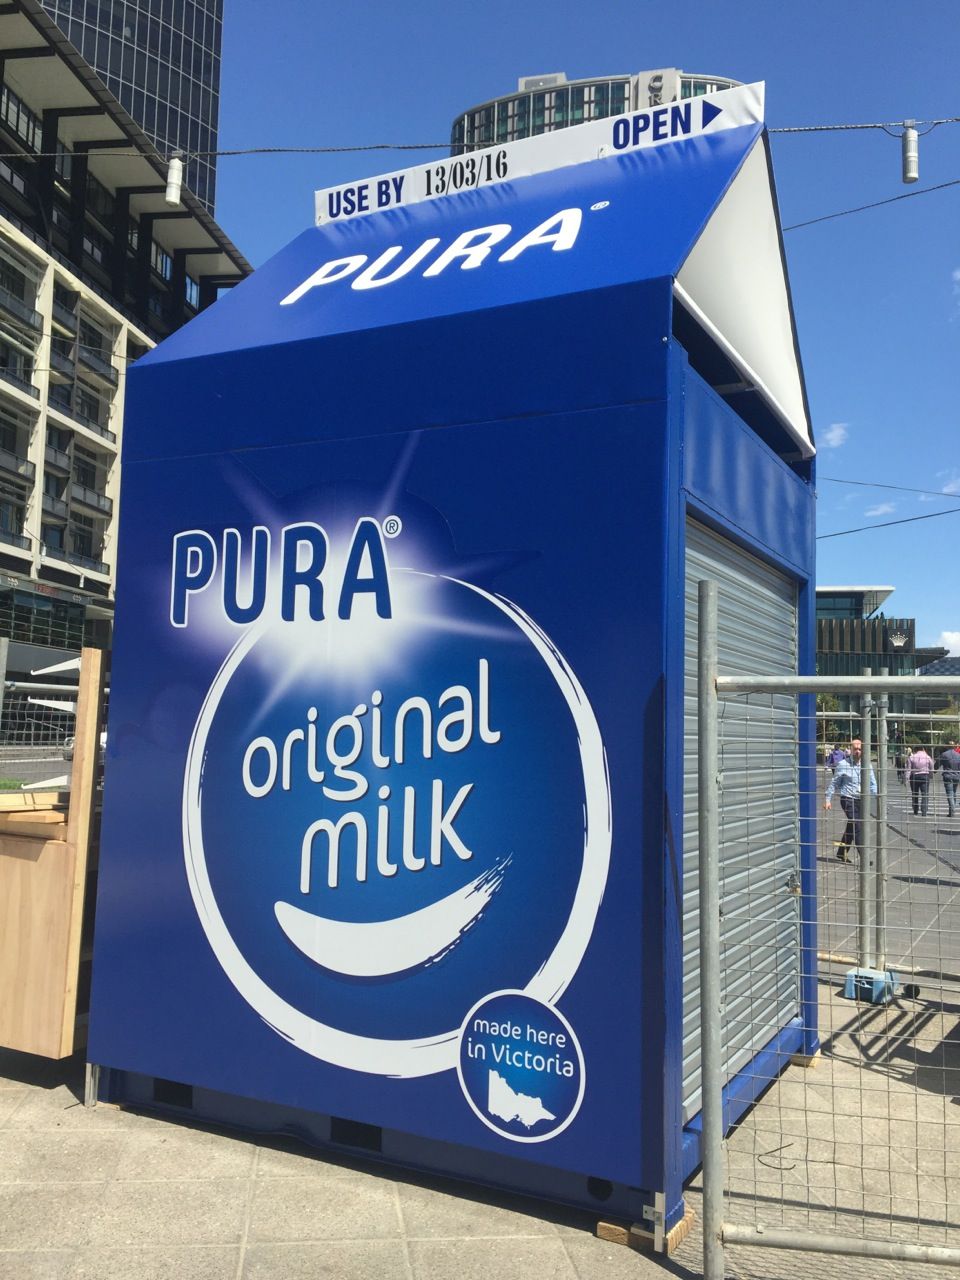 USE BY 13/03/16 OPEN
PURA®
PURA®
original
milk
made here
in Victoria